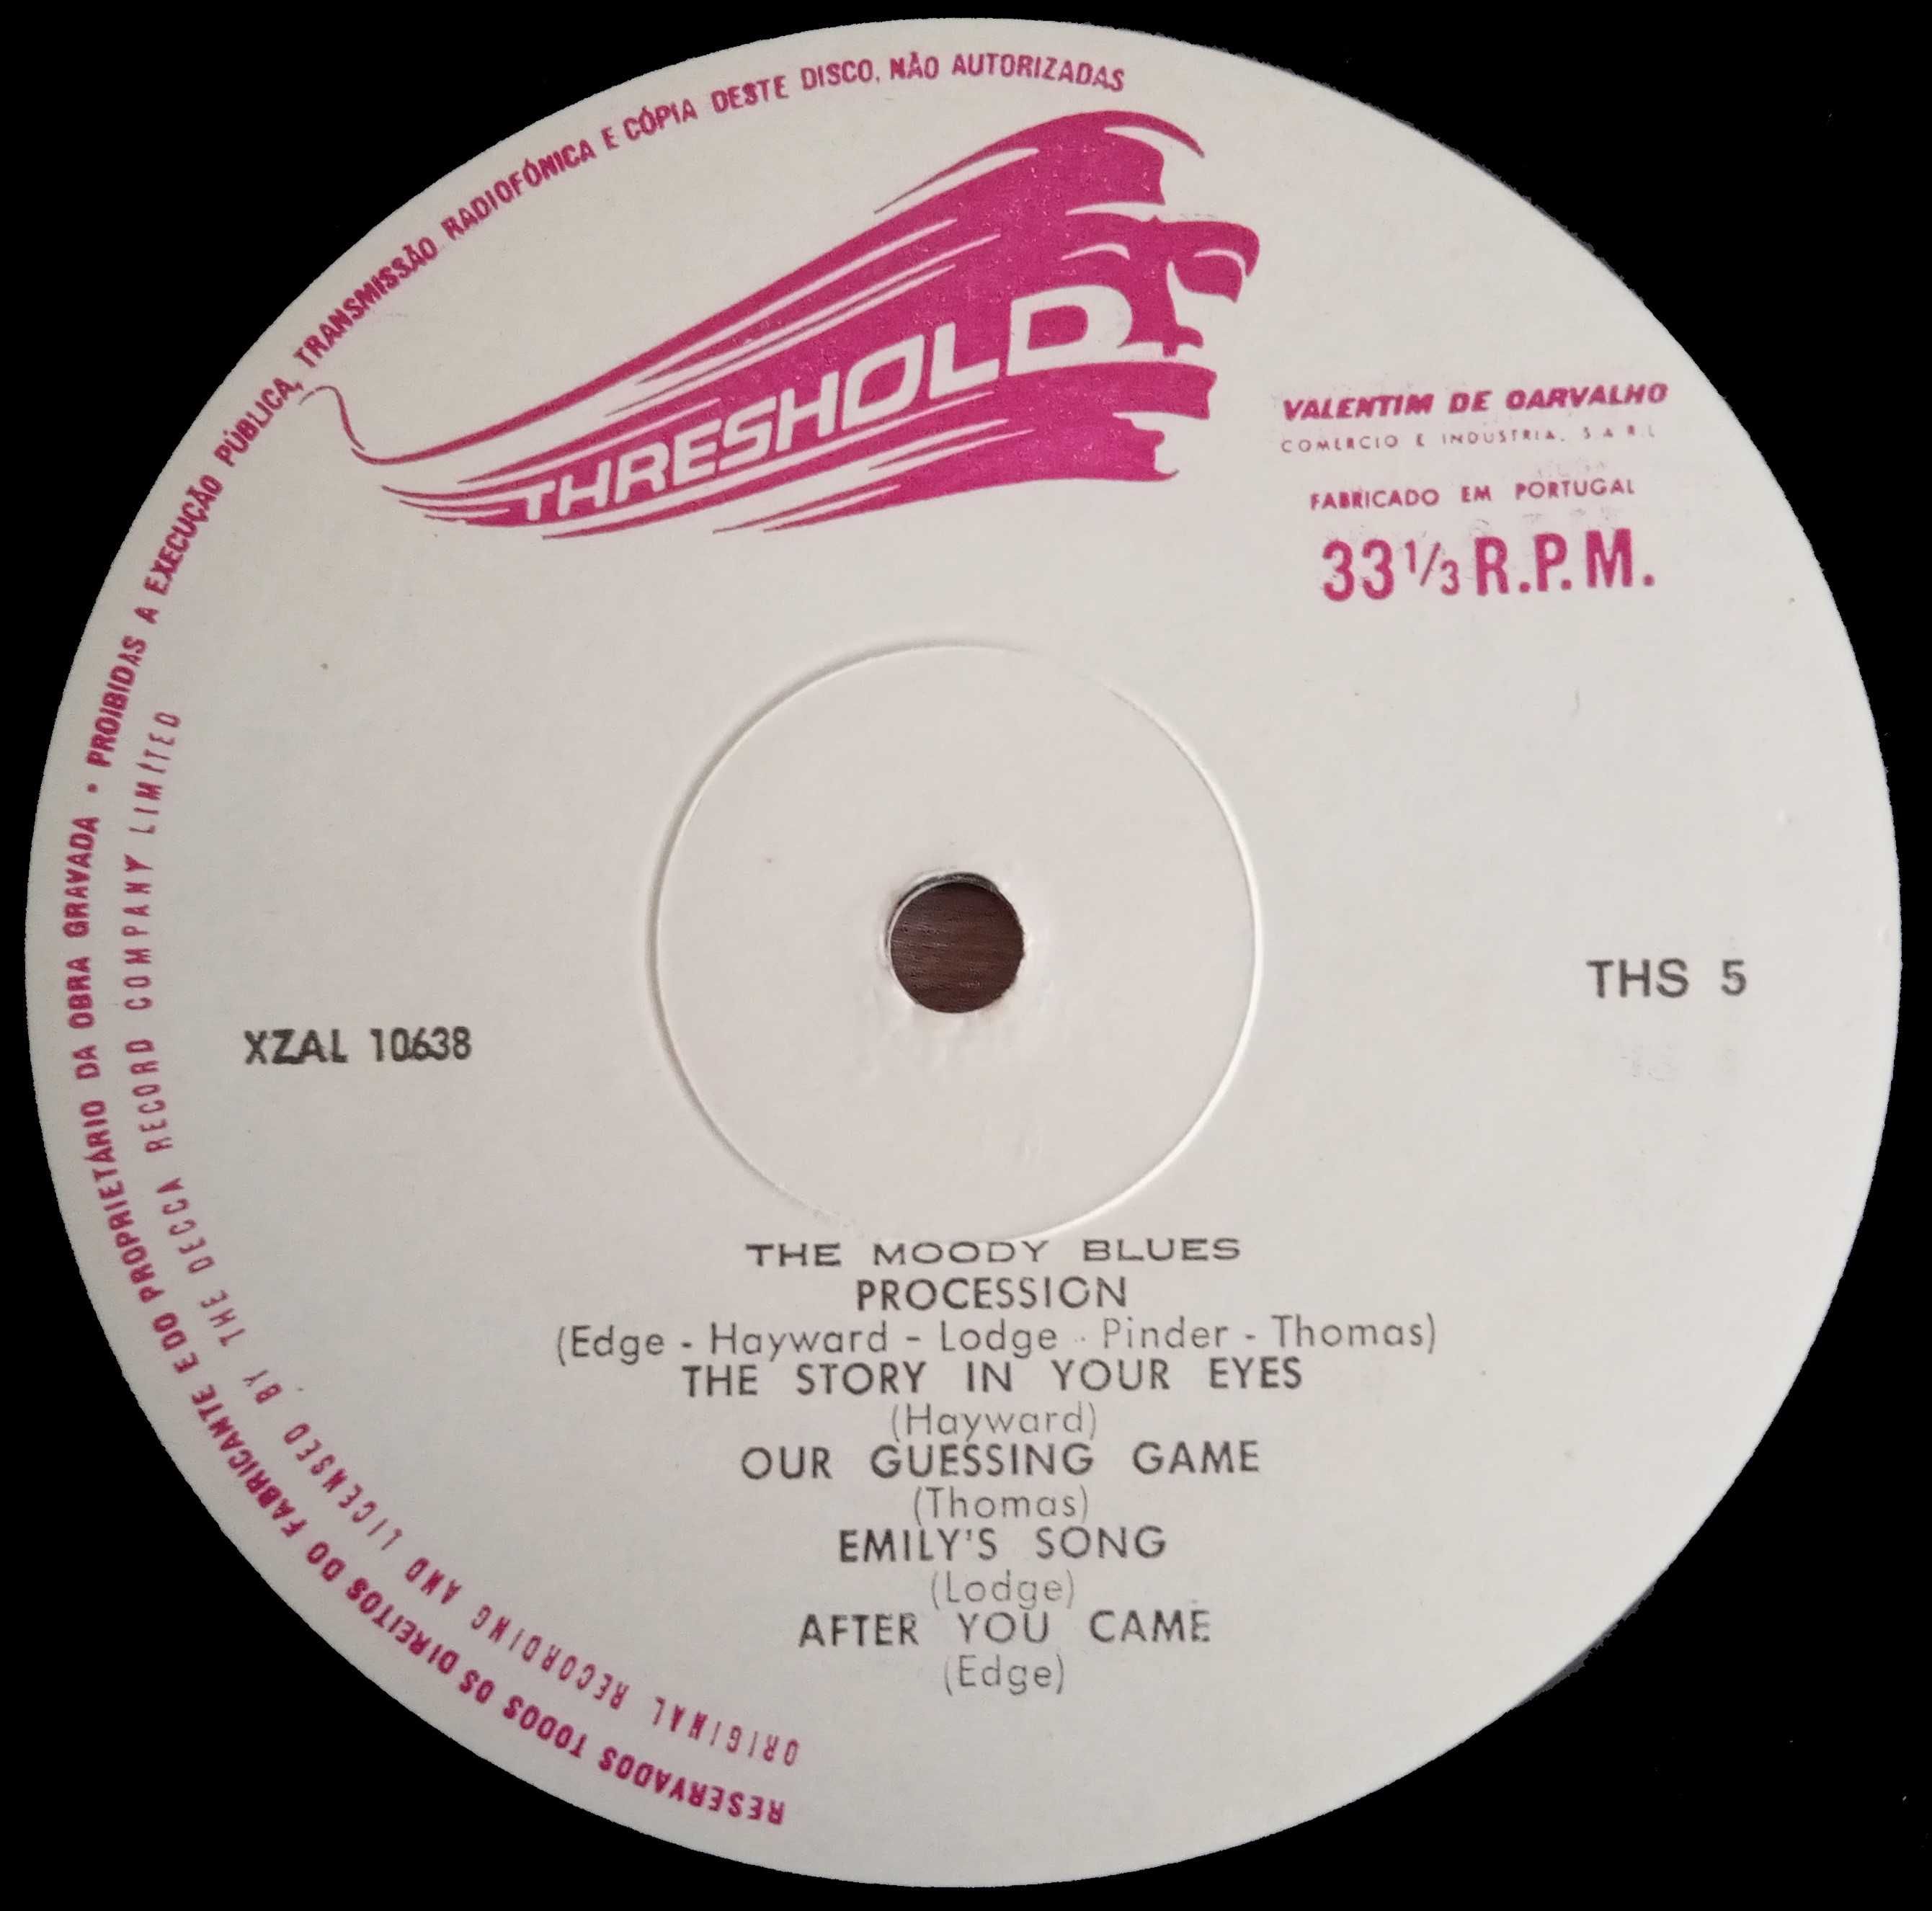 RESERVADOS TODOS OS DIREITOS DO FABRICANTE E DO PROPRIETÁRIO DA OBRA GRAVADA • PROIBIDAS A EXECUÇÃO PÚBLICA, TRANSMISSÃO RADIOFÓNICA E CÓPIA DESTE DISCO, NÃO AUTORIZADAS
ORIGINAL RECORDING AND LICENSED BY THE DECCA RECORD COMPANY LIMITED
THRESHOLD
VALENTIM DE CARVALHO
COMERCIO E INDUSTRIA, S A R L
FABRICADO EM PORTUGAL
33 1/3 R.P.M.
THS 5
XZAL 10638
THE MOODY BLUES
PROCESSION
(Edge - Hayward - Lodge - Pinder - Thomas)
THE STORY IN YOUR EYES
(Hayward)
OUR GUESSING GAME
(Thomas)
EMILY'S SONG
(Lodge)
AFTER YOU CAME
(Edge)